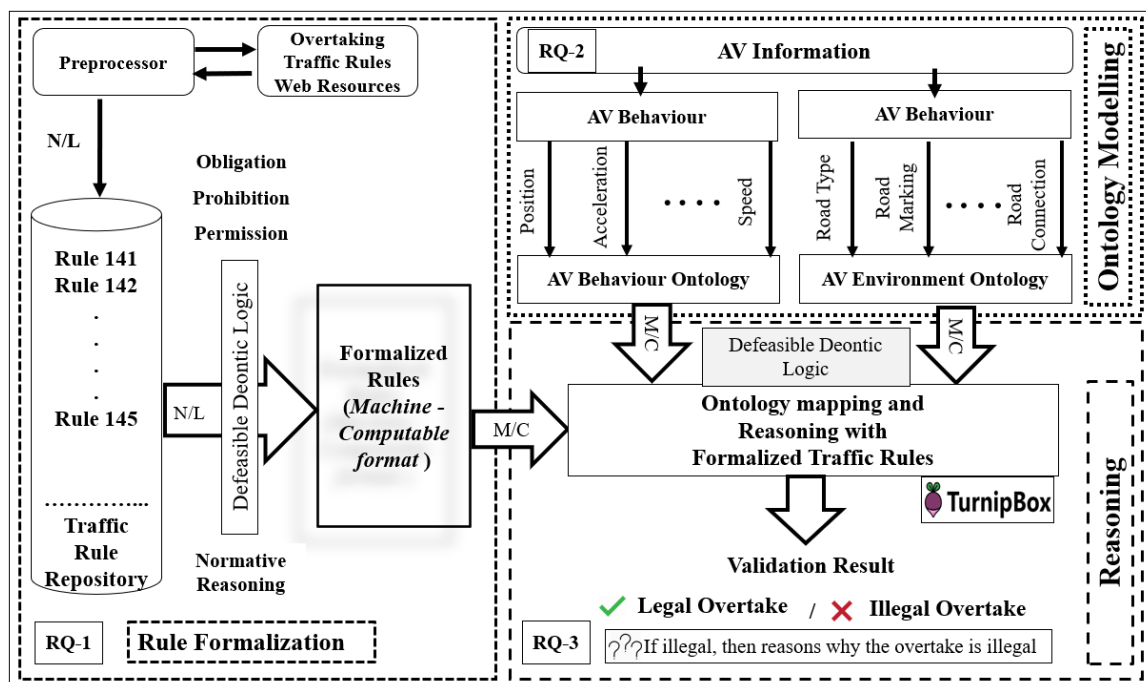 Preprocessor
Overtaking
Traffic Rules
Web Resources
N/L
Obligation
Prohibition
Permission
Rule 141
Rule 142
.
.
.
.
.
Rule 145
................
Traffic
Rule
Repository
N/L
Defeasible Deontic Logic
Normative
Reasoning
Formalized
Rules
(Machine -
Computable
format )
M/C
RQ-1
Rule Formalization
RQ-2
AV Information
AV Behaviour
AV Behaviour
Position
Acceleration
. . . .
Speed
Road Type
Road
Marking
. . . .
Road
Connection
AV Behaviour Ontology
AV Environment Ontology
Ontology Modelling
M/C
M/C
Defeasible Deontic
Logic
Ontology mapping and
Reasoning with
Formalized Traffic Rules
TurnipBox
Validation Result
Legal Overtake / Illegal Overtake
RQ-3
???If illegal, then reasons why the overtake is illegal
Reasoning